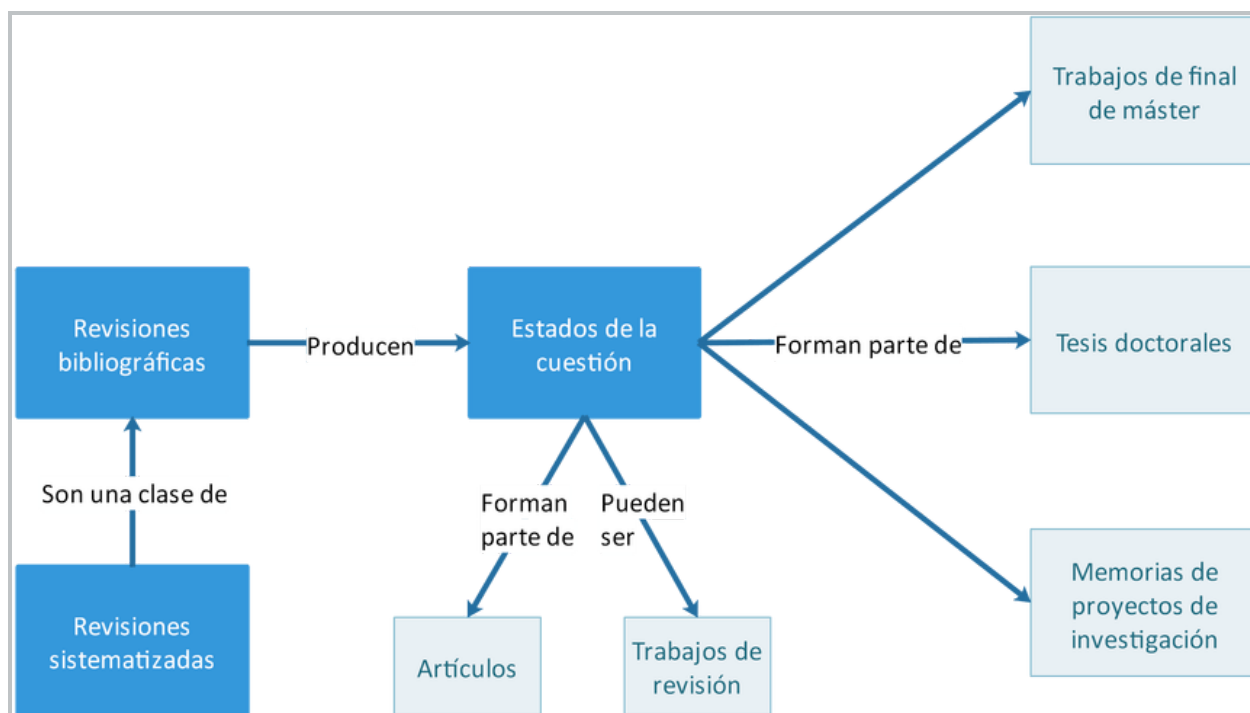 Trabajos de final
de máster
Revisiones
bibliográficas
Producen
Estados de la
cuestión
Forman parte de
Tesis doctorales
Son una clase de
Forman
parte de
Pueden
ser
Revisiones
sistematizadas
Artículos
Trabajos de
revisión
Memorias de
proyectos de
investigación